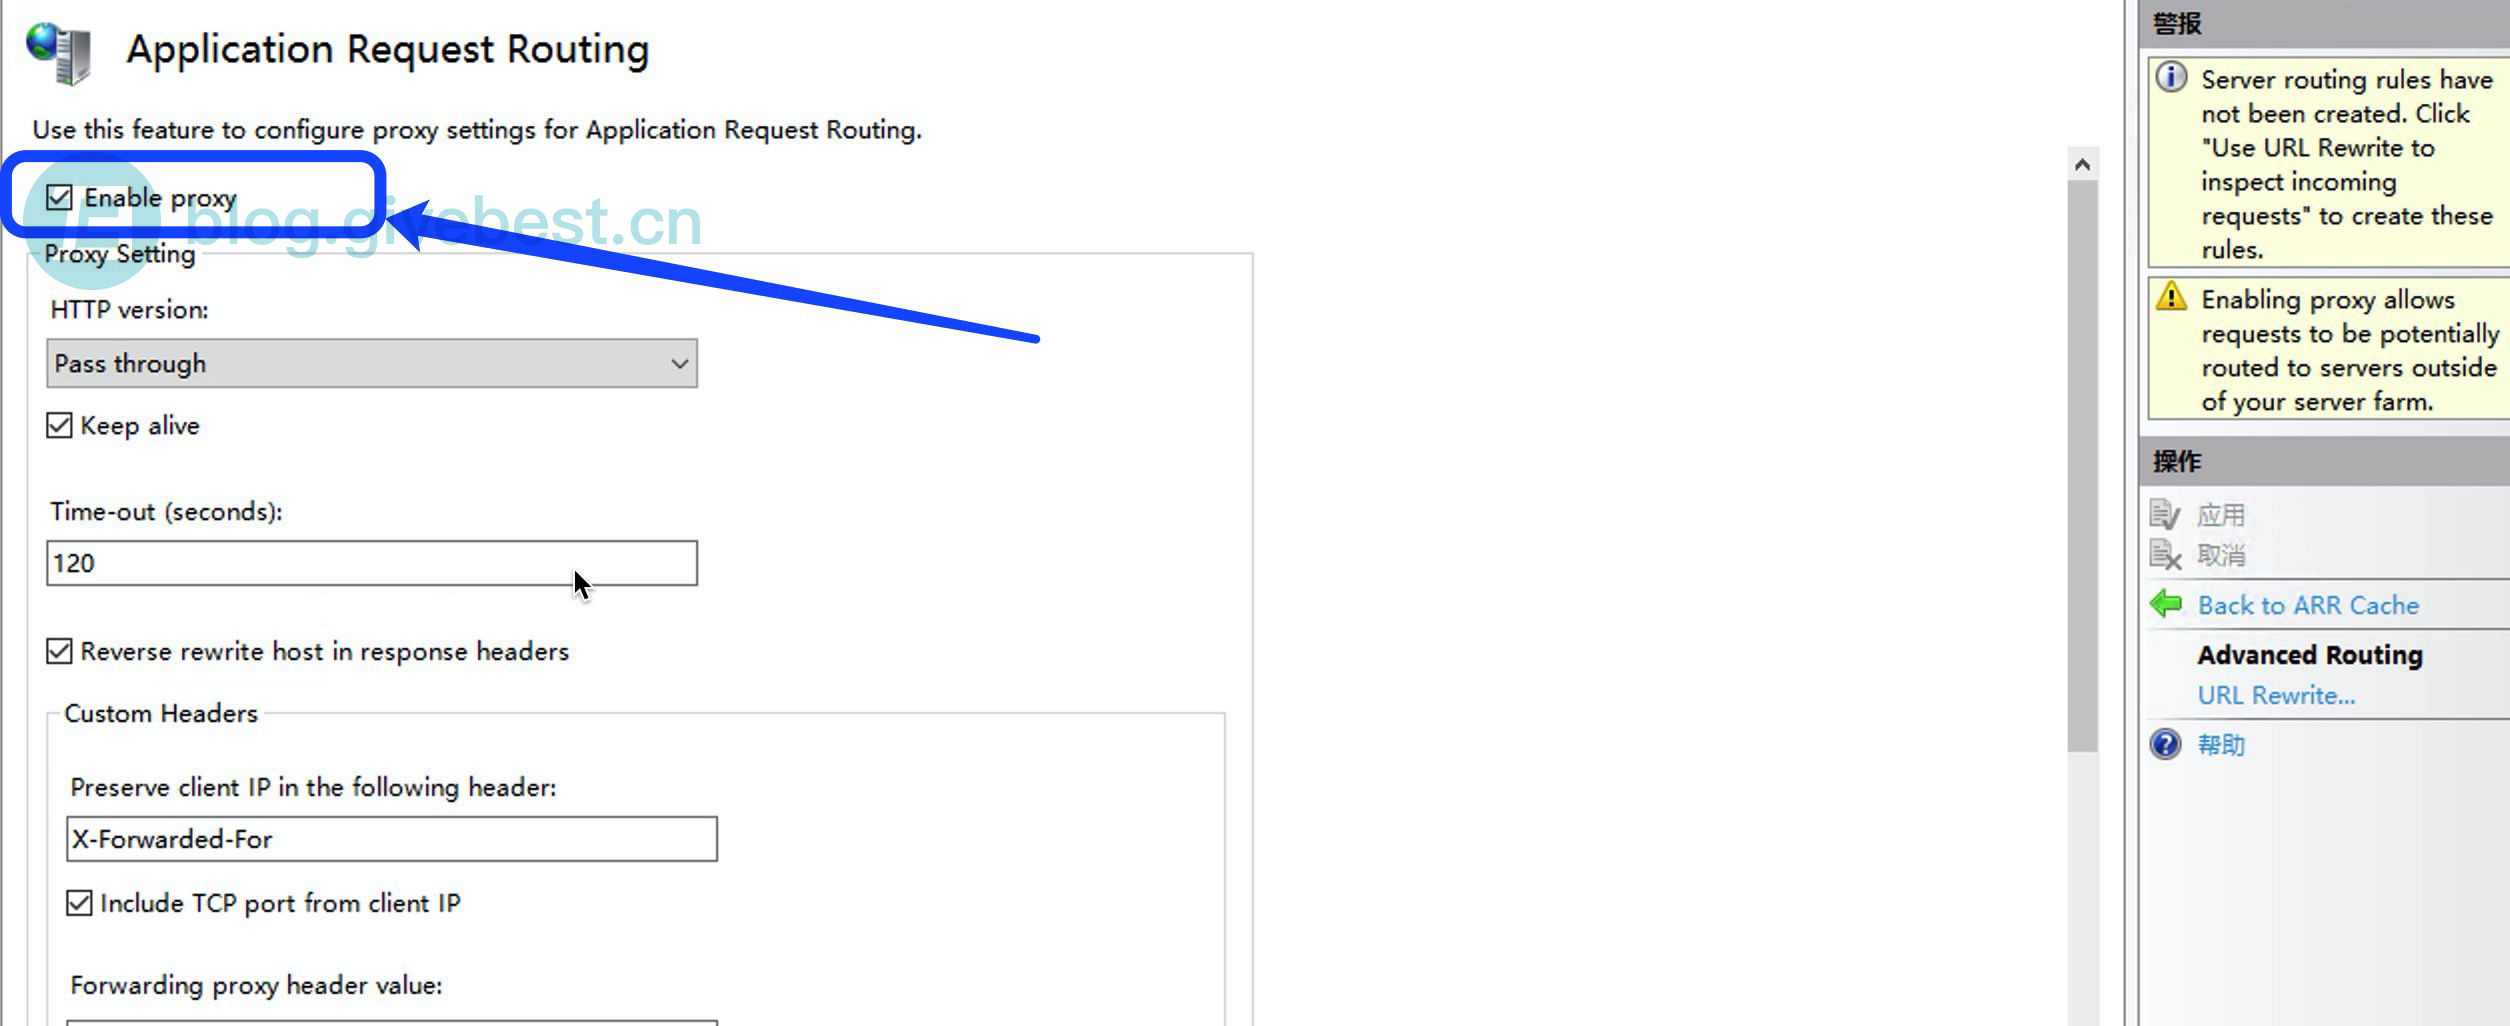 Application Request Routing
Use this feature to configure proxy settings for Application Request Routing.
Enable proxy
blog.givebest.cn
Proxy Setting
HTTP version:
Pass through
Keep alive
Time-out (seconds):
120
Reverse rewrite host in response headers
Custom Headers
Preserve client IP in the following header:
X-Forwarded-For
Include TCP port from client IP
Forwarding proxy header value:
警报
Server routing rules have
not been created. Click
"Use URL Rewrite to
inspect incoming
requests" to create these
rules.
Enabling proxy allows
requests to be potentially
routed to servers outside
of your server farm.
操作
应用
取消
Back to ARR Cache
Advanced Routing
URL Rewrite...
帮助